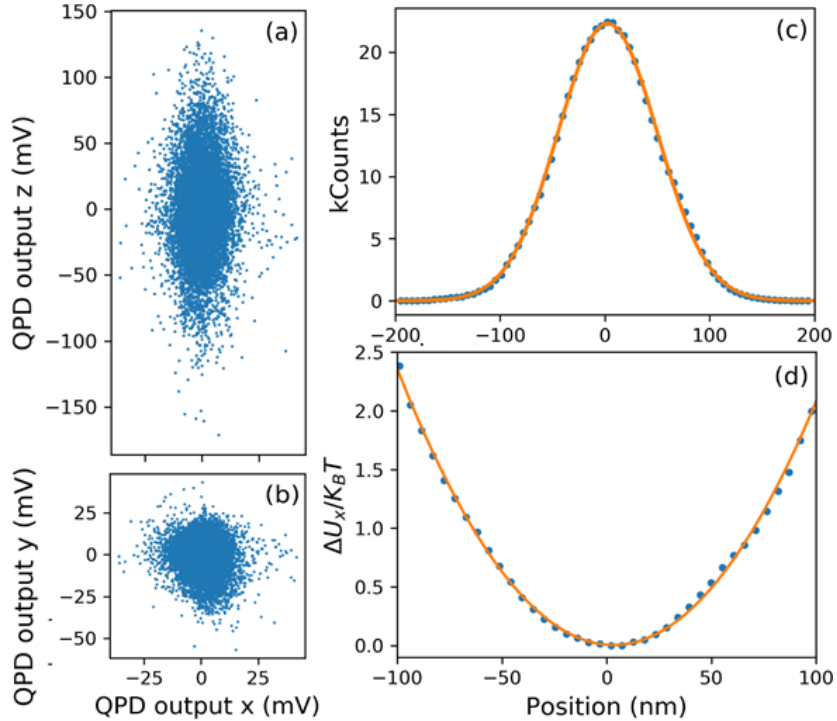 (a)
QPD output z (mV)
150
100
50
0
−50
−100
−150
(b)
QPD output y (mV)
25
0
−25
−50
−25 0 25
QPD output x (mV)
(c)
kCounts
20
15
10
5
0
−200 −100 0 100 200
(d)
ΔU_x/K_BT
2.5
2.0
1.5
1.0
0.5
0.0
−100 −50 0 50 100
Position (nm)